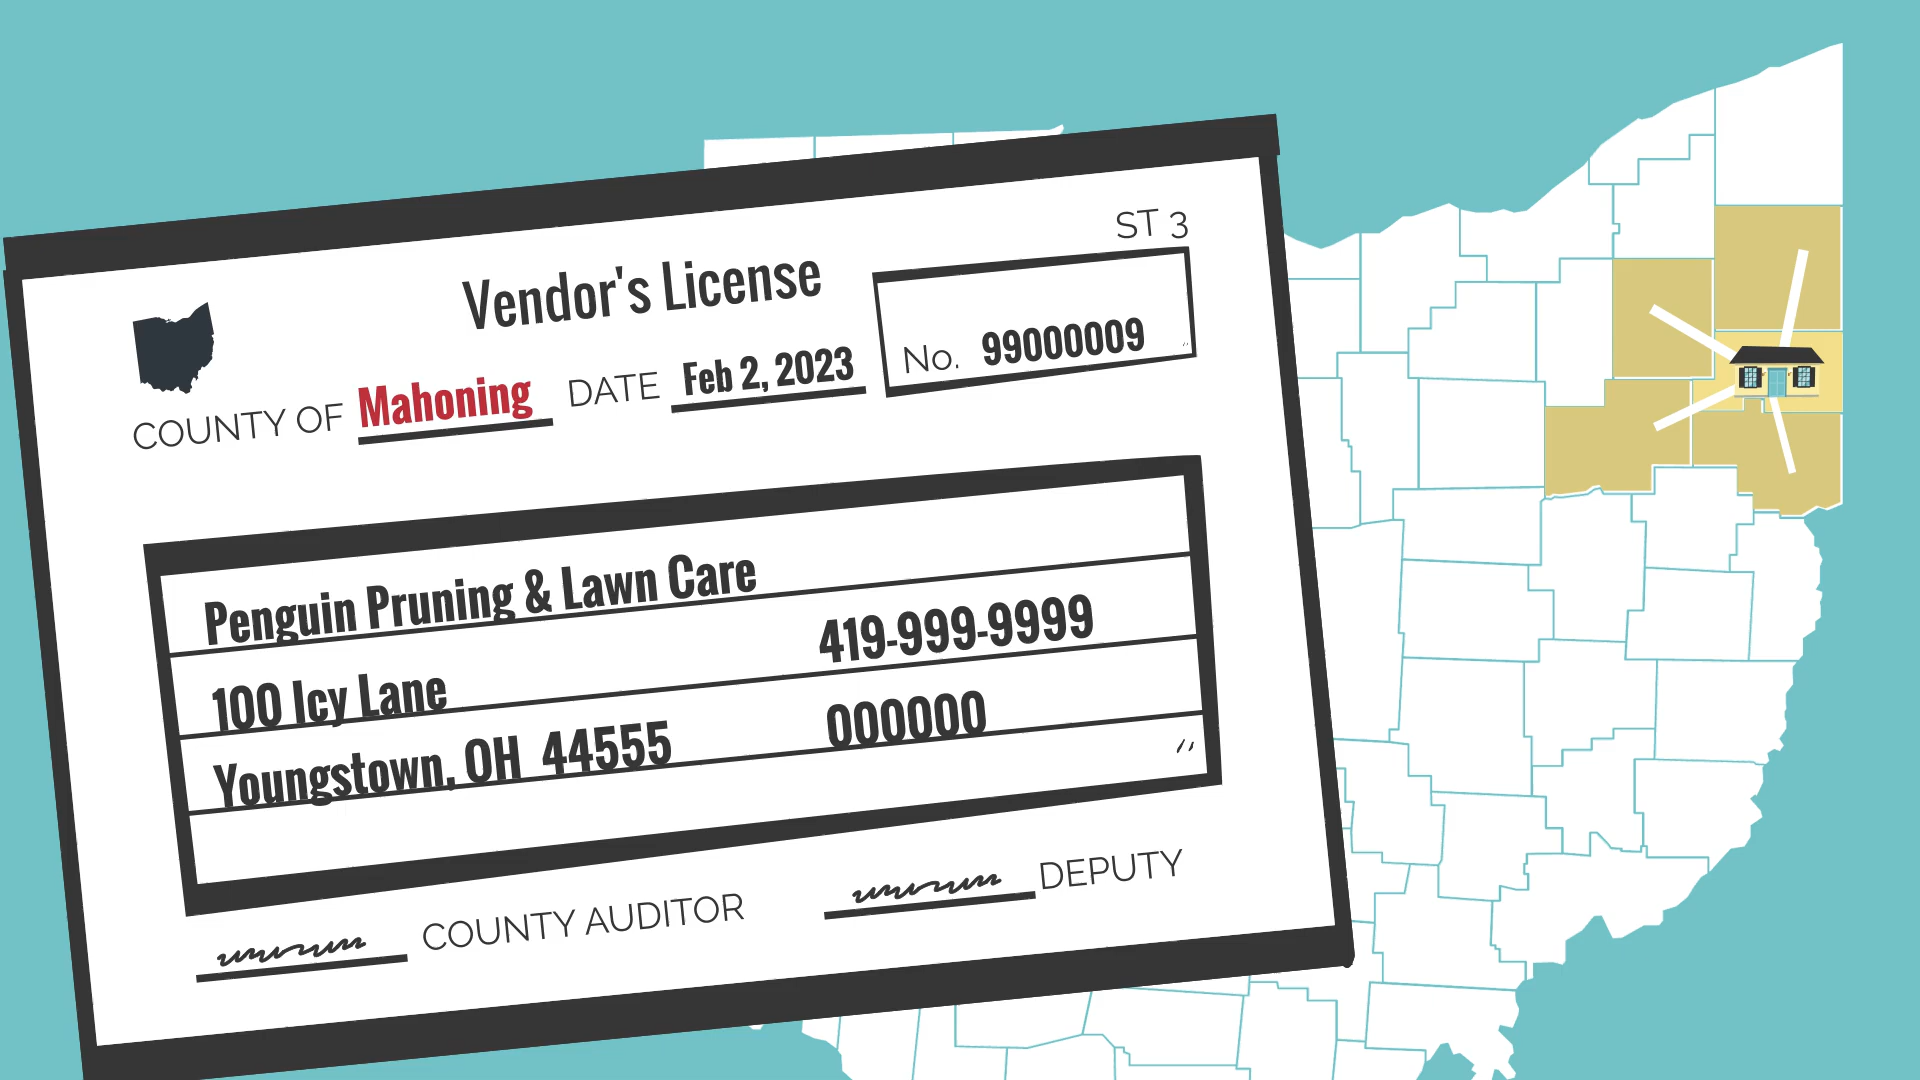 ST 3
Vendor's License
No. 99000009
COUNTY OF Mahoning DATE Feb 2, 2023
Penguin Pruning & Lawn Care
100 Icy Lane 419-999-9999
Youngstown, OH 44555 000000
COUNTY AUDITOR
DEPUTY